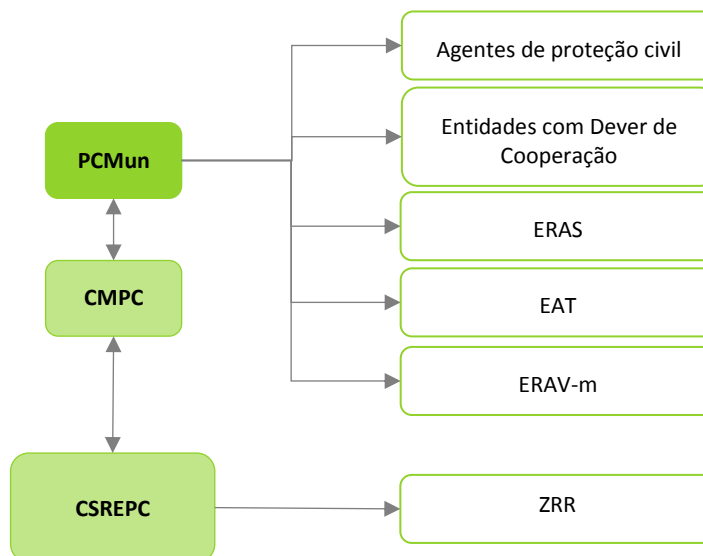 Agentes de proteção civil
Entidades com Dever de
Cooperação
PCMun
ERAS
CMPC
EAT
ERAV-m
CSREPC
ZRR